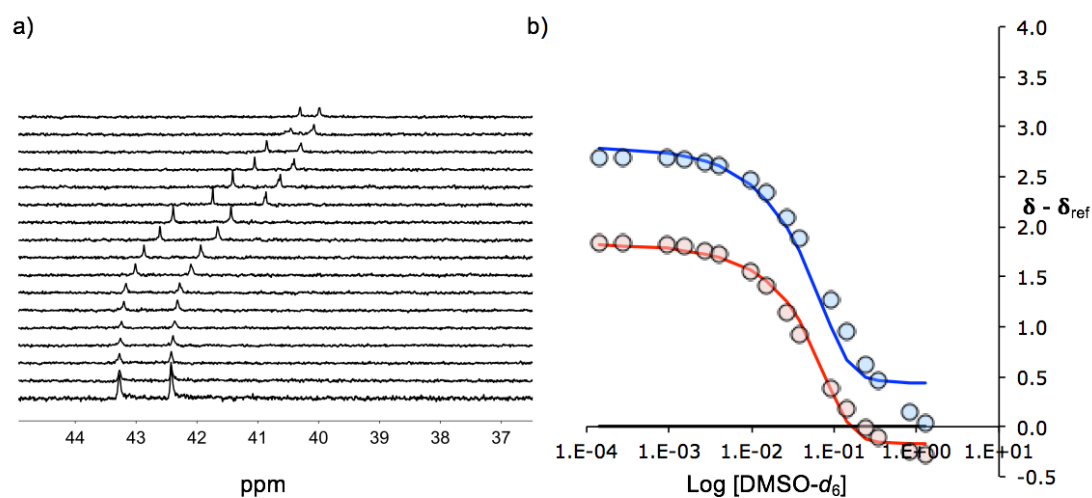 a)
44 43 42 41 40 39 38 37
ppm
b)
4.0
3.5
3.0
2.5
δ - δref
2.0
1.5
1.0
0.5
0.0
-0.5
1.E-04 1.E-03 1.E-02 1.E-01 1.E+00 1.E+01
Log [DMSO-d6]